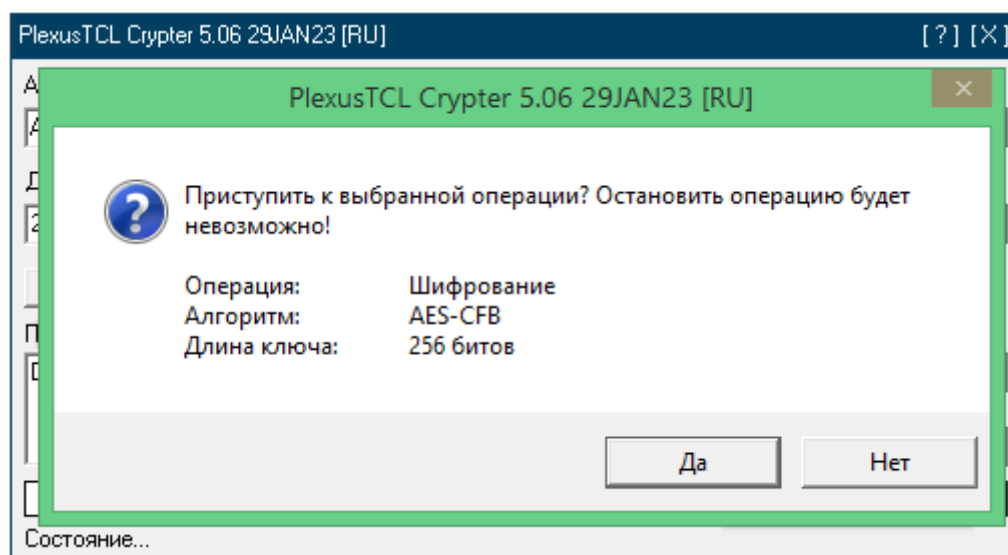 PlexusTCL Crypter 5.06 29JAN23 [RU] [?] [X]
PlexusTCL Crypter 5.06 29JAN23 [RU]
Приступить к выбранной операции? Остановить операцию будет
невозможно!
Операция: Шифрование
Алгоритм: AES-CFB
Длина ключа: 256 битов
Да Нет
Состояние...